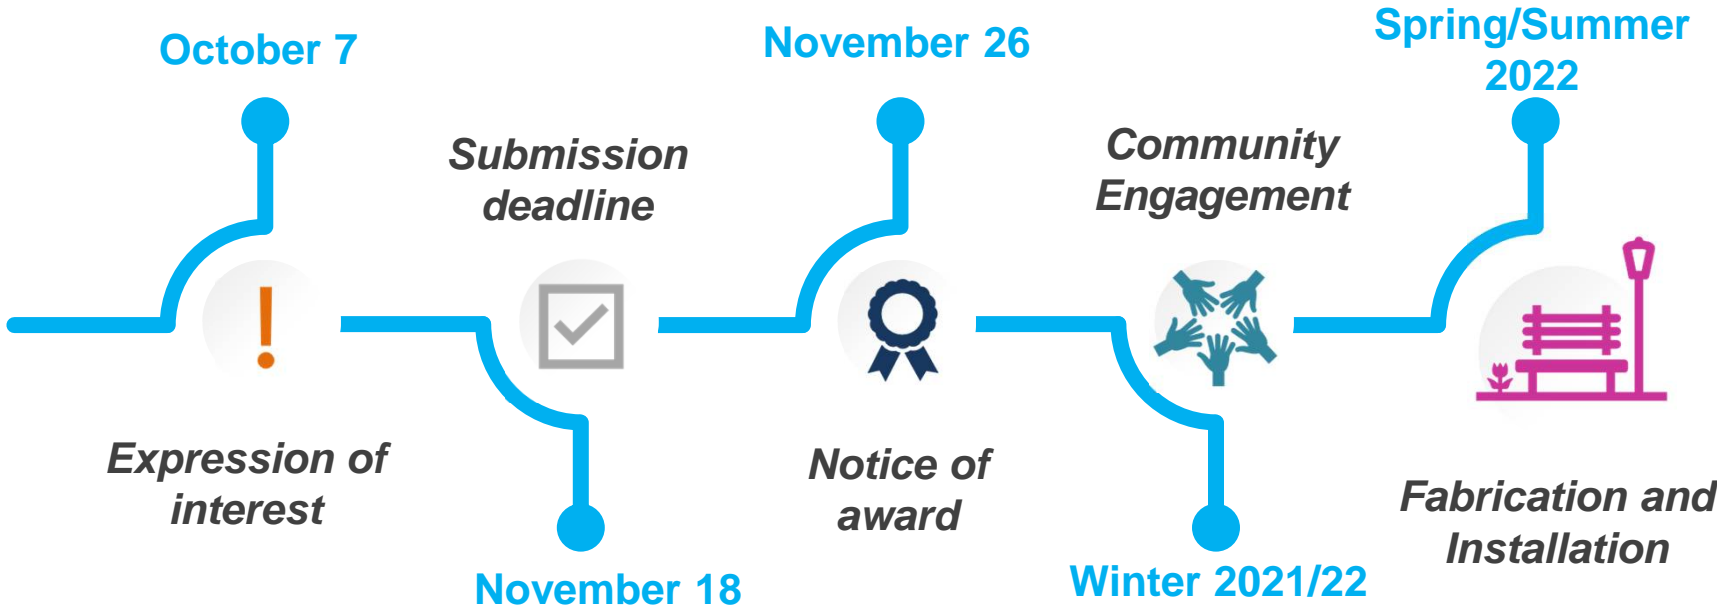 October 7
Expression of
interest
Submission
deadline
November 18
November 26
Notice of
award
Community
Engagement
Winter 2021/22
Spring/Summer
2022
Fabrication and
Installation